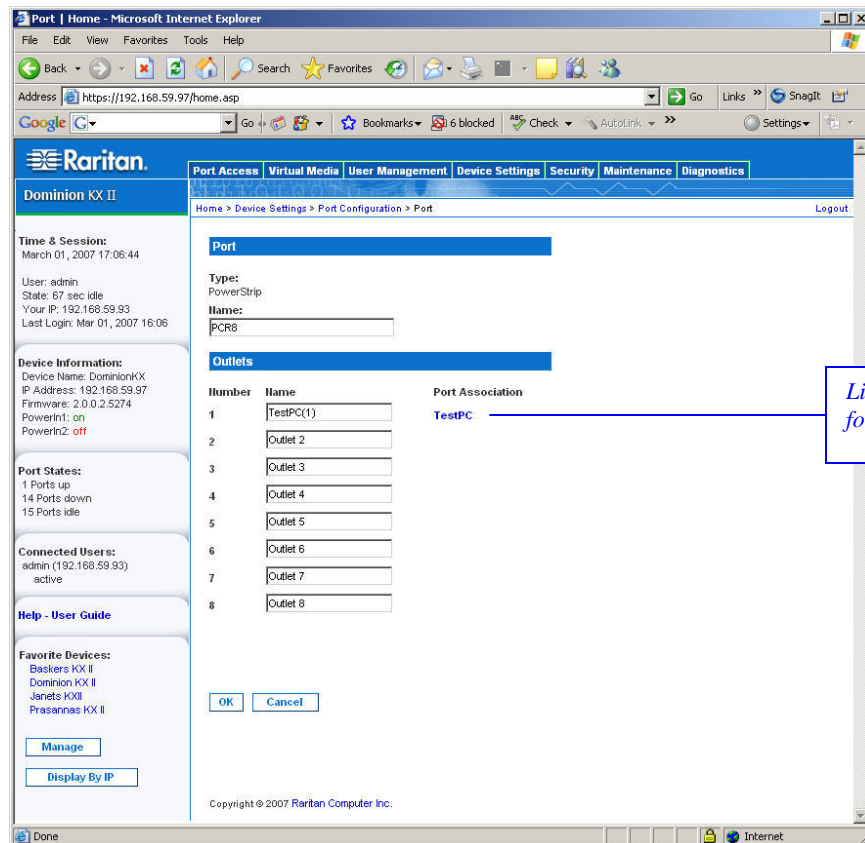 Port | Home - Microsoft Internet Explorer
File Edit View Favorites Tools Help
Back Search Favorites
Address https://192.168.59.97/home.asp Go Links » SnagIt
Google G Go Bookmarks 6 blocked ABC Check AutoLink » Settings
Raritan.
Dominion KX II
Port Access Virtual Media User Management Device Settings Security Maintenance Diagnostics
Home > Device Settings > Port Configuration > Port Logout
Time & Session:
March 01, 2007 17:06:44
User: admin
State: 67 sec idle
Your IP: 192.168.59.93
Last Login: Mar 01, 2007 16:06
Device Information:
Device Name: DominionKX
IP Address: 192.168.59.97
Firmware: 2.0.0.2.5274
PowerIn1: on
PowerIn2: off
Port States:
1 Ports up
14 Ports down
15 Ports idle
Connected Users:
admin (192.168.59.93)
active
Help - User Guide
Favorite Devices:
Baskers KX II
Dominion KX II
Janets KXII
Prasannas KX II
Manage
Display By IP
Port
Type:
PowerStrip
Name:
PCR8
Outlets
Number Name Port Association
1 TestPC(1) TestPC
2 Outlet 2
3 Outlet 3
4 Outlet 4
5 Outlet 5
6 Outlet 6
7 Outlet 7
8 Outlet 8
OK Cancel
Copyright © 2007 Raritan Computer Inc.
Done Internet